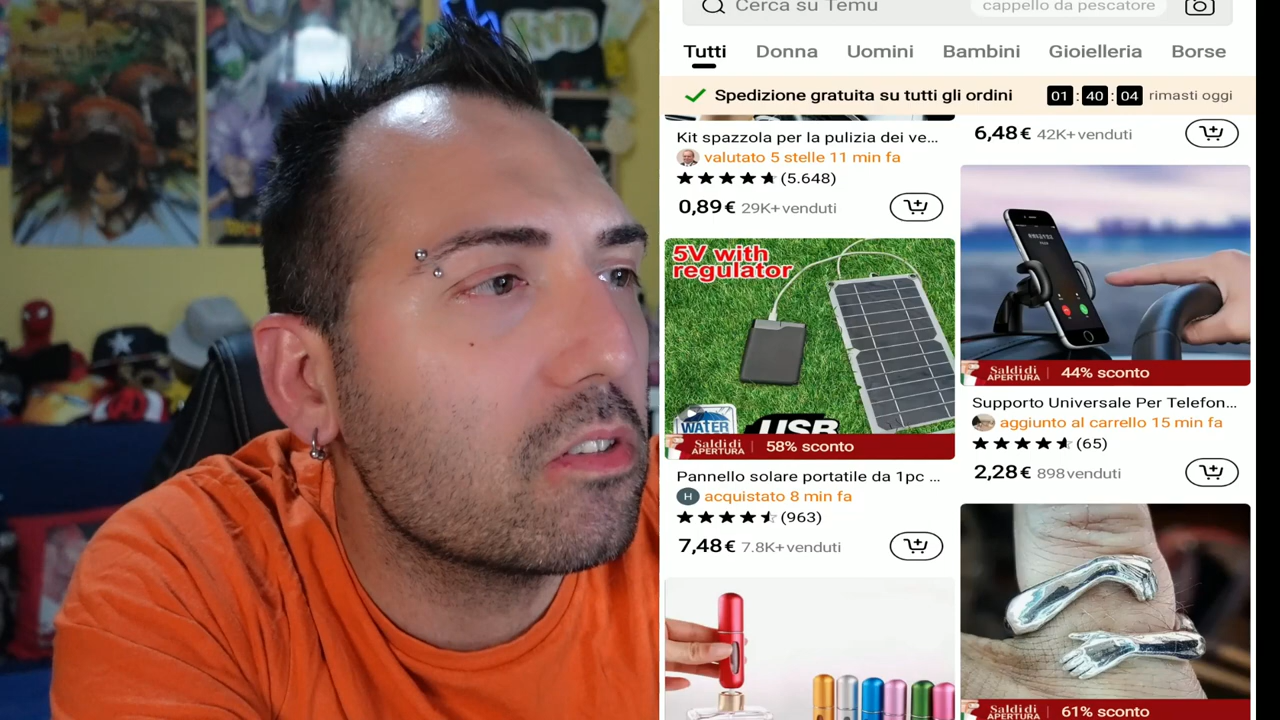 Cerca su Temu
cappello da pescatore
Tutti
Donna
Uomini
Bambini
Gioielleria
Borse
Spedizione gratuita su tutti gli ordini
01:40:04 rimasti oggi
Kit spazzola per la pulizia dei ve...
valutato 5 stelle 11 min fa
(5.648)
0,89€ 29K+venduti
5V with
regulator
WATER
USB
Saldi di
APERTURA
58% sconto
Pannello solare portatile da 1pc ...
H acquistato 8 min fa
(963)
7,48€ 7.8K+venduti
6,48€ 42K+venduti
Saldi di
APERTURA
44% sconto
Supporto Universale Per Telefon...
aggiunto al carrello 15 min fa
(65)
2,28€ 898venduti
Saldi di
APERTURA
61% sconto